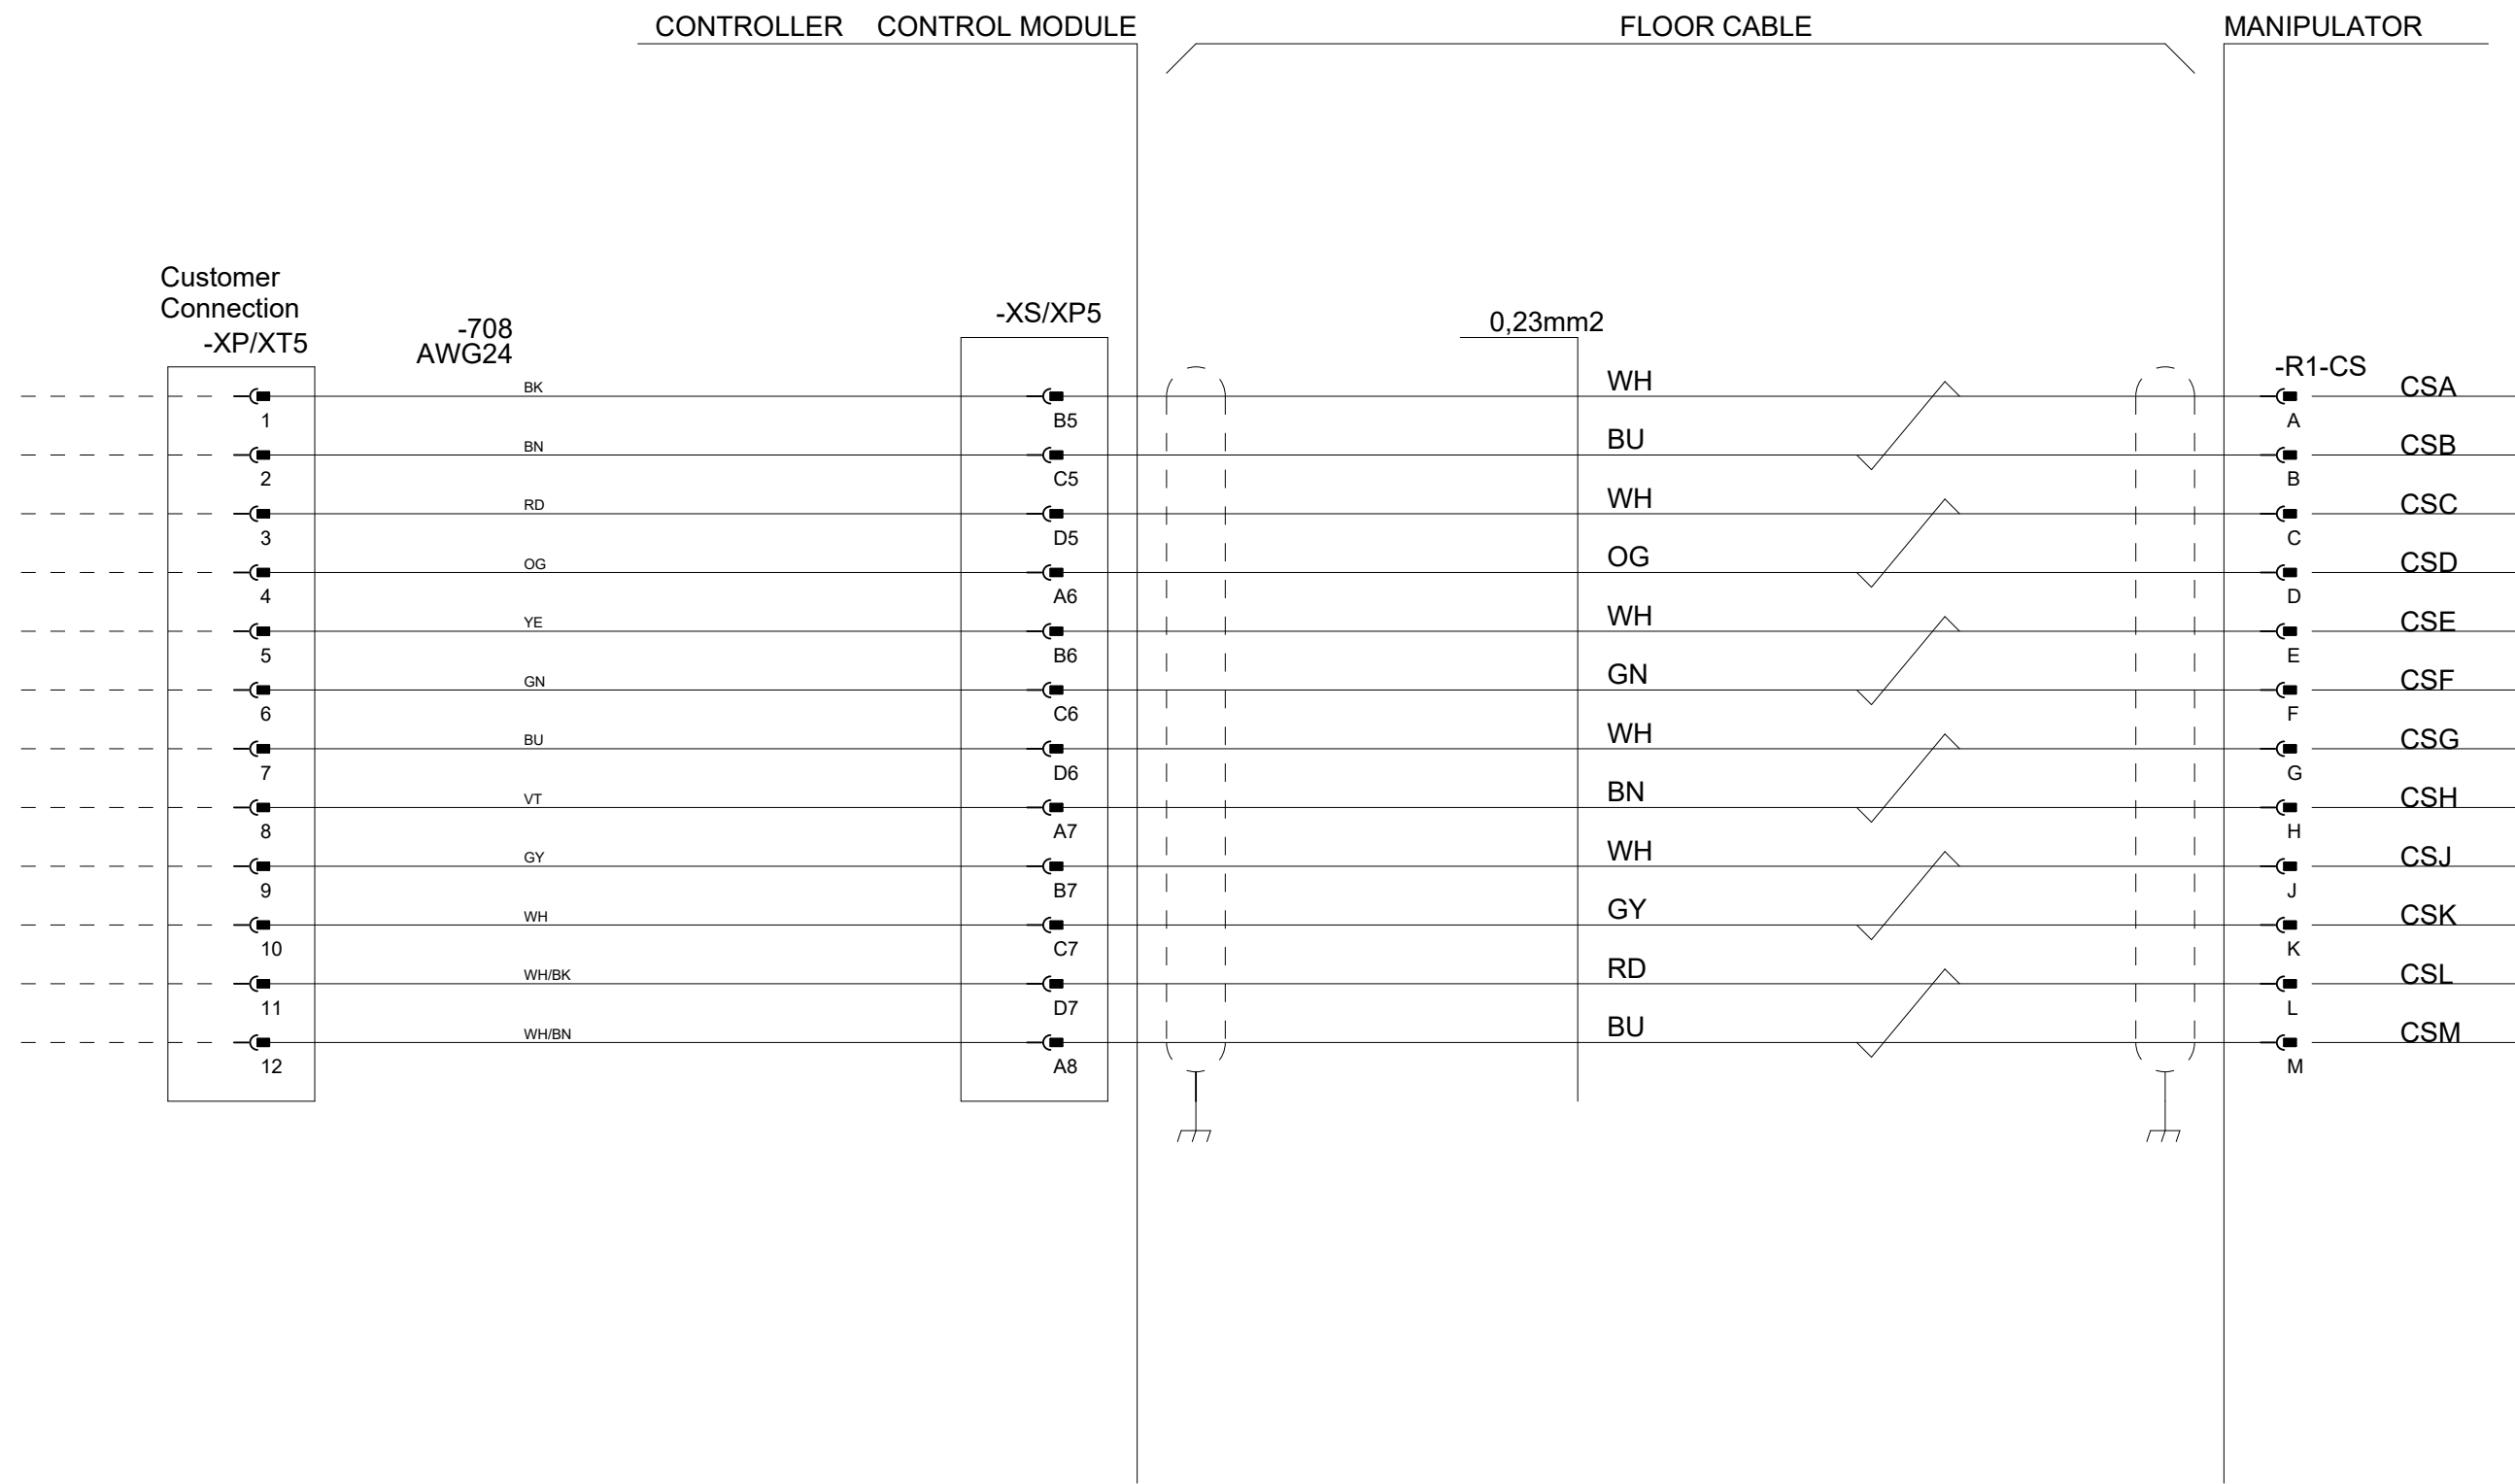 CONTROLLER CONTROL MODULE FLOOR CABLE MANIPULATOR
Customer
Connection
-XP/XT5
-708
AWG24
-XS/XP5
0,23mm2
-R1-CS
BK WH CSA
1 B5 A
BN BU CSB
2 C5 B
RD WH CSC
3 D5 C
OG OG CSD
4 A6 D
YE WH CSE
5 B6 E
GN GN CSF
6 C6 F
BU WH CSG
7 D6 G
VT BN CSH
8 A7 H
GY WH CSJ
9 B7 J
WH GY CSK
10 C7 K
WH/BK RD CSL
11 D7 L
WH/BN BU CSM
12 A8 M